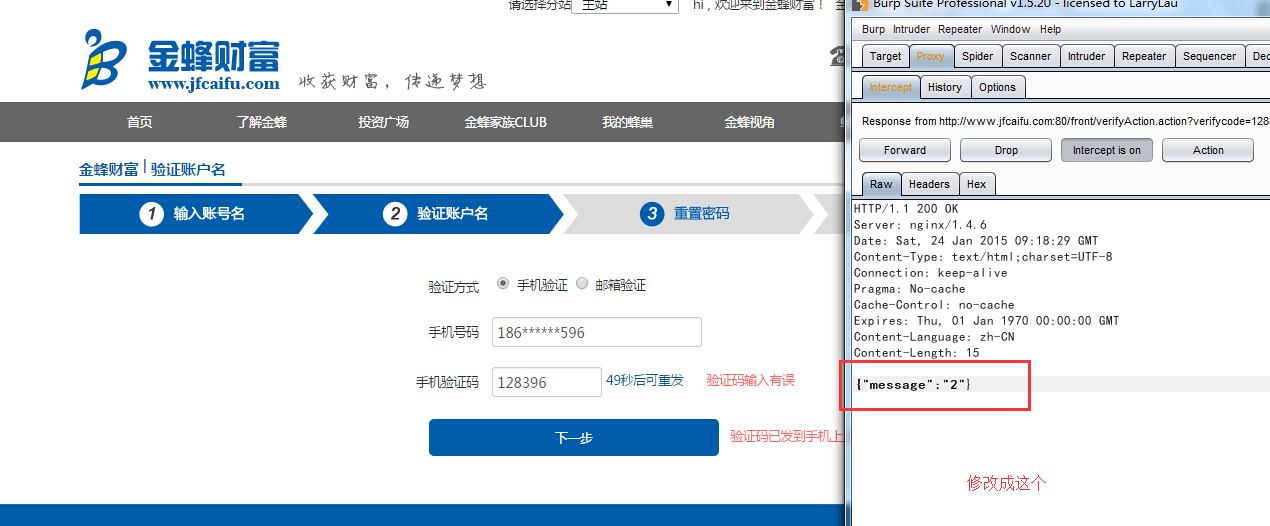 请选择分站 主站 hi，欢迎来到金蜂财富！
金蜂财富
www.jfcaifu.com
收获财富，传递梦想
首页 了解金蜂 投资广场 金蜂家族CLUB 我的蜂巢 金蜂视角
金蜂财富 | 验证账户名
1 输入账号名 2 验证账户名 3 重置密码
验证方式 手机验证 邮箱验证
手机号码 186******596
手机验证码 128396 49秒后可重发 验证码输入有误
下一步 验证码已发到手机上
Burp Suite Professional v1.5.20 - licensed to LarryLau
Burp Intruder Repeater Window Help
Target Proxy Spider Scanner Intruder Repeater Sequencer Dec
Intercept History Options
Response from http://www.jfcaifu.com:80/front/verifyAction.action?verifycode=128
Forward Drop Intercept is on Action
Raw Headers Hex
HTTP/1.1 200 OK
Server: nginx/1.4.6
Date: Sat, 24 Jan 2015 09:18:29 GMT
Content-Type: text/html;charset=UTF-8
Connection: keep-alive
Pragma: No-cache
Cache-Control: no-cache
Expires: Thu, 01 Jan 1970 00:00:00 GMT
Content-Language: zh-CN
Content-Length: 15
{"message":"2"}
修改成这个